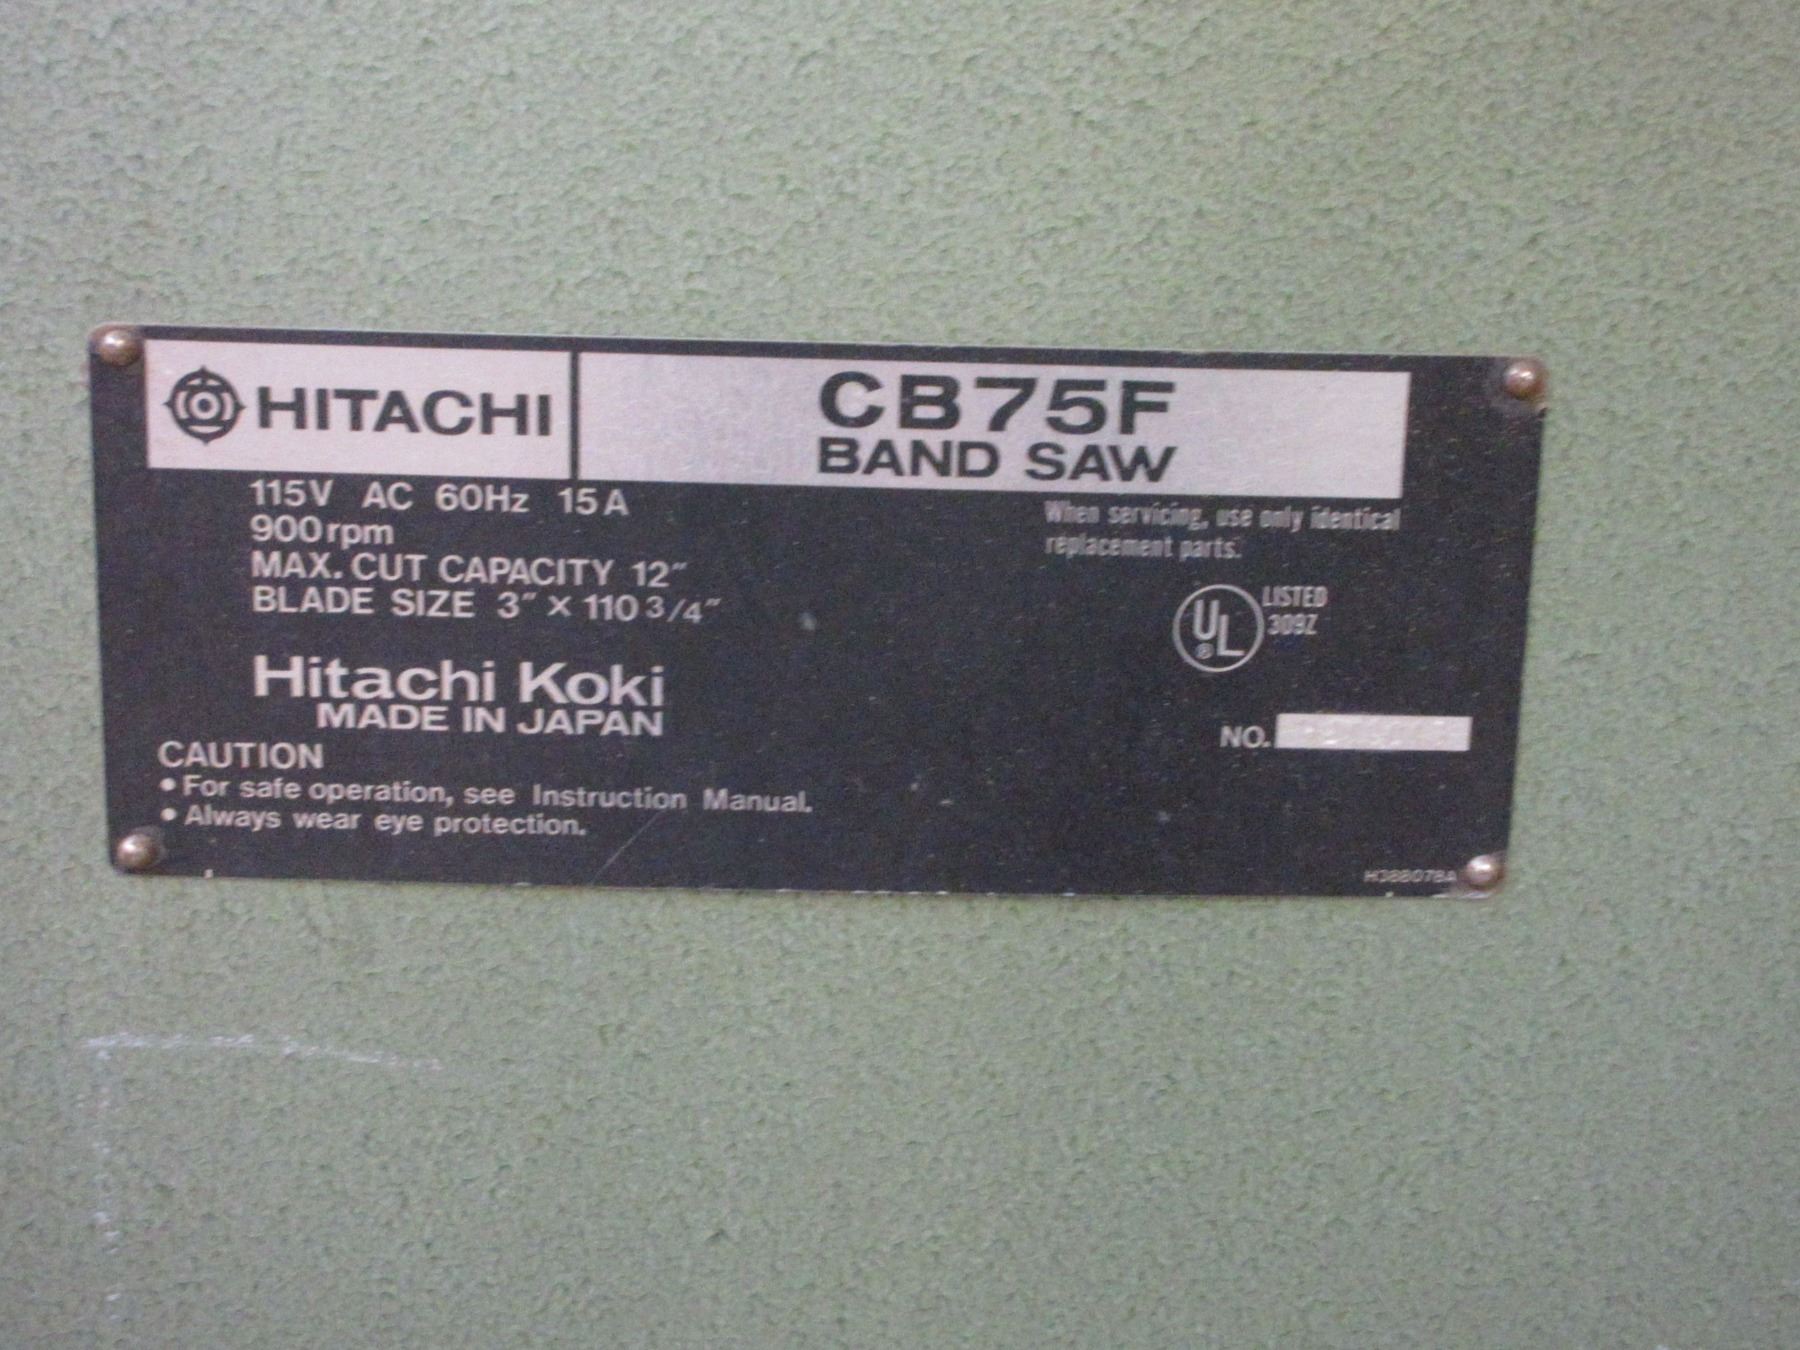 HITACHI
CB75F
BAND SAW
115V AC 60Hz 15A
900rpm
MAX. CUT CAPACITY 12"
BLADE SIZE 3" × 110 3/4"
When servicing, use only identical
replacement parts.
UL® LISTED
309Z
Hitachi Koki
MADE IN JAPAN
NO.
CAUTION
• For safe operation, see Instruction Manual.
• Always wear eye protection.
H388078A